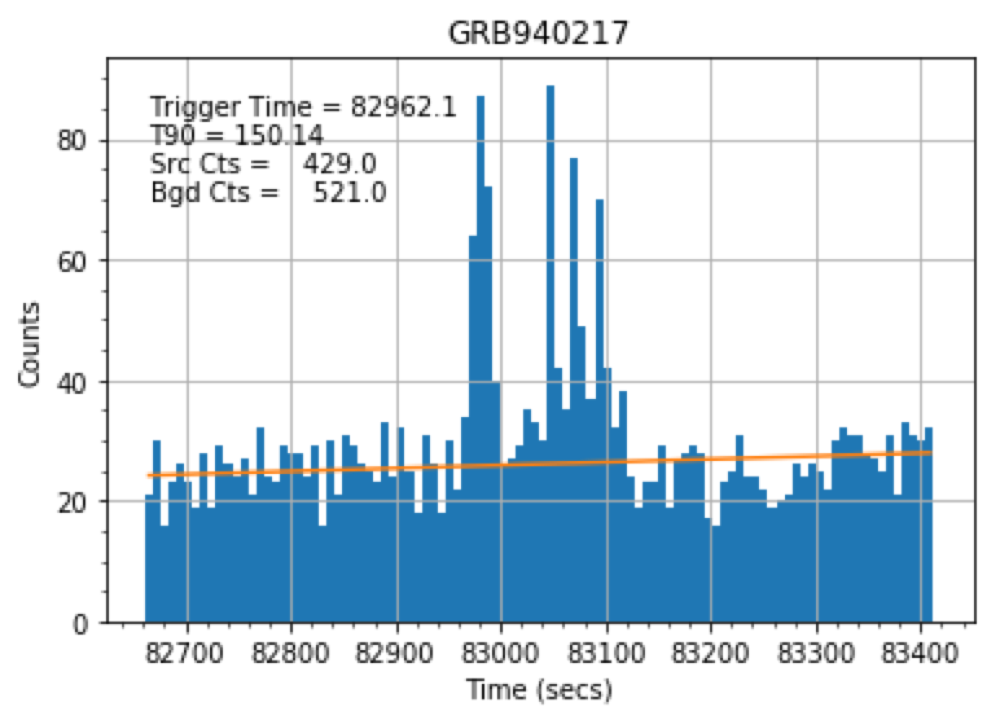 GRB940217
Trigger Time = 82962.1
T90 = 150.14
Src Cts = 429.0
Bgd Cts = 521.0
80
60
40
20
0
Counts
82700 82800 82900 83000 83100 83200 83300 83400
Time (secs)